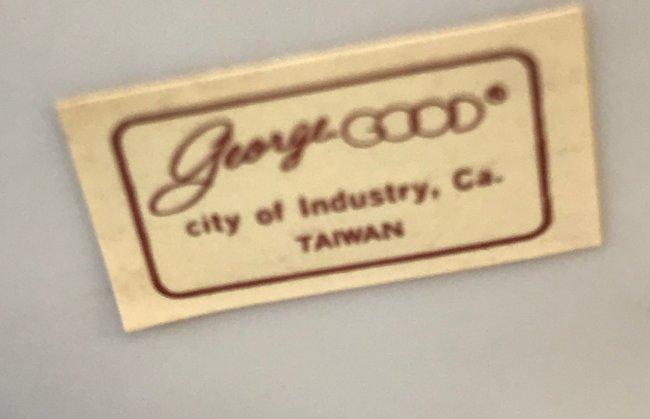 George GOOD®
city of Industry, Ca.
TAIWAN